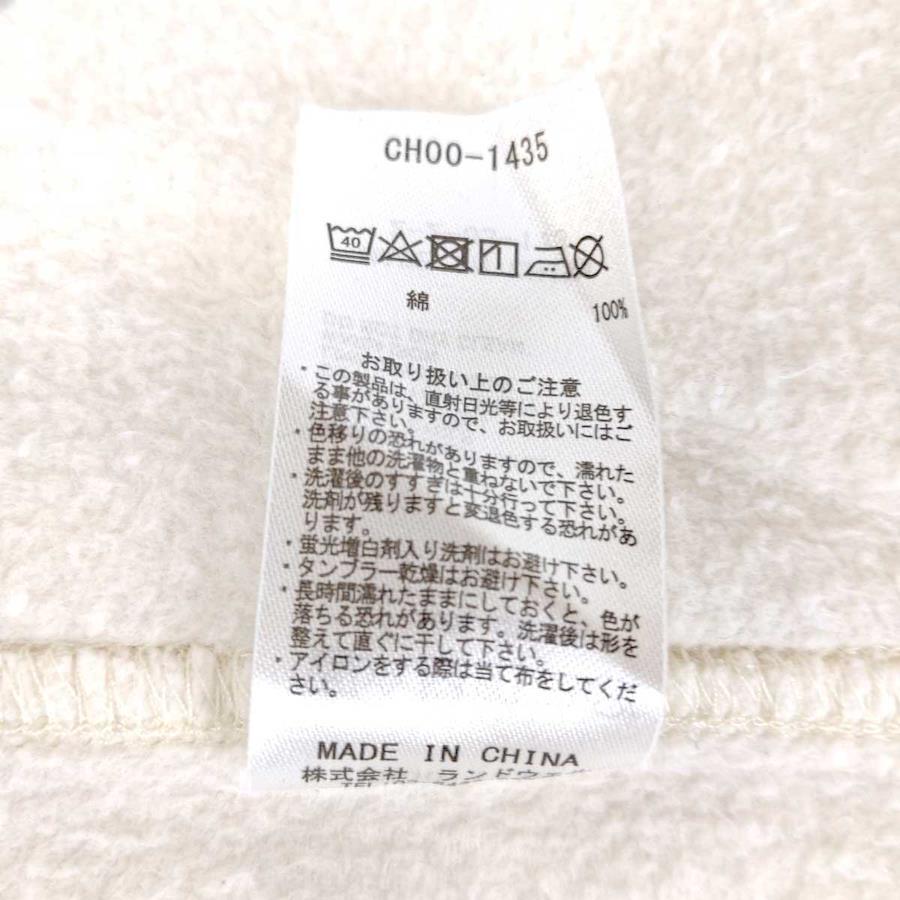 CH00-1435
40
綿 100%
お取り扱い上のご注意
・この製品は、直射日光等により退色す
る事がありますので、お取扱いにはご
注意下さい。
・色移りの恐れがありますので、濡れた
まま他の洗濯物と重ねないで下さい。
・洗濯後のすすぎは十分行って下さい。
洗剤が残りますと変退色する恐れがあ
ります。
・蛍光増白剤入り洗剤はお避け下さい。
・タンブラー乾燥はお避け下さい。
・長時間濡れたままにしておくと、色が
落ちる恐れがあります。洗濯後は形を
整えて直ぐに干して下さい。
・アイロンをする際は当て布をしてくだ
さい。
MADE IN CHINA
株式会社 ランドウェ